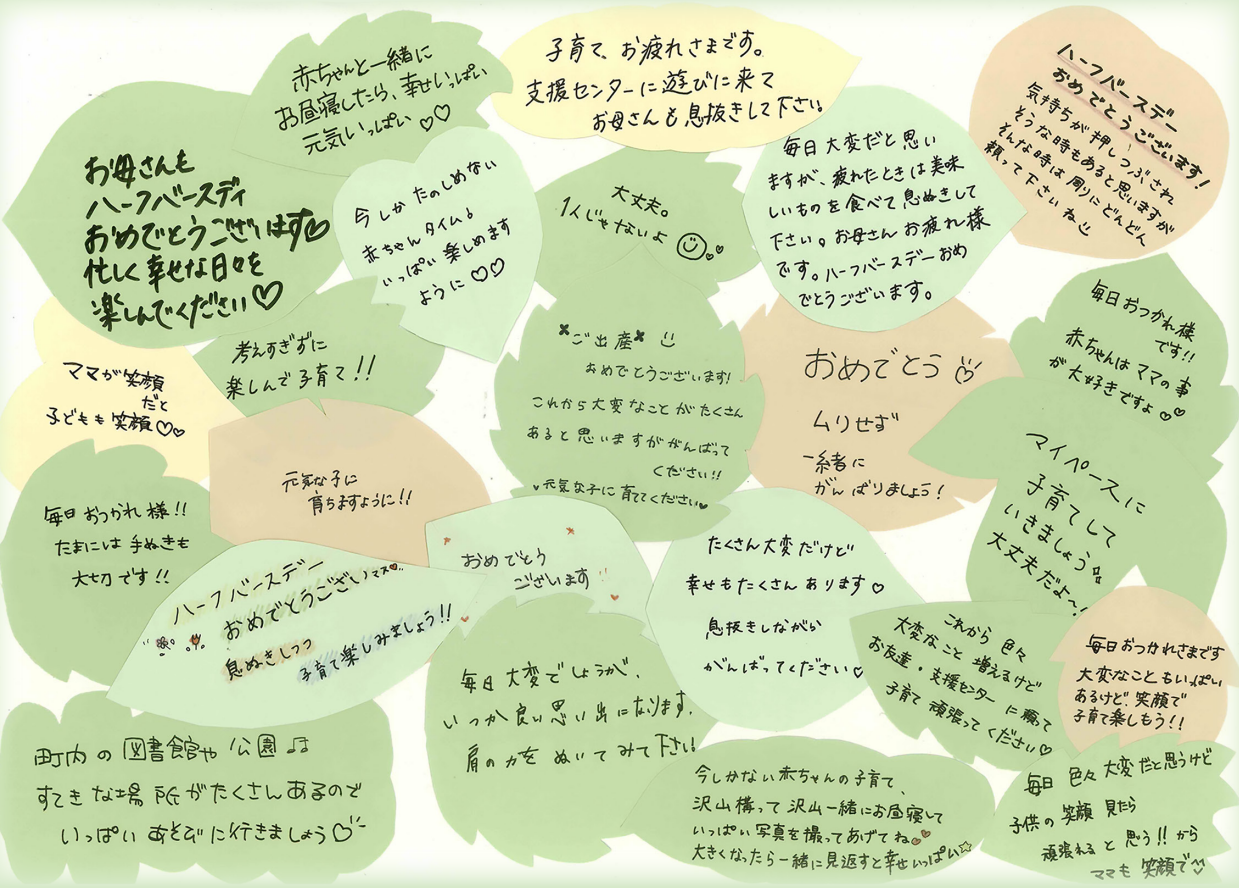 赤ちゃんと一緒に
お昼寝したら、幸せいっぱい
元気いっぱい♡♡
子育て、お疲れさまです。
支援センターに遊びに来て
お母さんも息抜きして下さい。
ハーフバースデー
おめでとうございます!
気持ちが押しつぶされ
そうな時もあると思いますが
そんな時は周りにどんどん
頼って下さいね
お母さんも
ハーフバースディ
おめでとうございます♡
忙しく幸せな日々を
楽しんでください♡
今しかたのしめない
赤ちゃんタイム♪
いっぱい楽しめます
ように♡♡
大丈夫。
1人じゃないよ
毎日大変だと思い
ますが、疲れたときは美味
しいものを食べて息ぬきして
下さい。お母さんお疲れ様
です。ハーフバースデーおめ
でとうございます。
毎日おつかれ様
です!!
赤ちゃんはママの事
が大好きですよ♡♡
ママが笑顔
だと
子どもも笑顔♡♡
考えすぎずに
楽しんで子育て!!
ご出産
おめでとうございます!
これから大変なことがたくさん
あると思いますががんばって
ください!!
♥元気な子に育ててください♥
おめでとう
ムリせず
一緒に
がんばりましょう!
マイペースに
子育てして
いきましょう。
大丈夫だよ〜!
元気な子に
育ちますように!!
毎日おつかれ様!!
たまには手ぬきも
大切です!!
ハーフバースデー
おめでとうございマス♡
息ぬきしつつ
子育て楽しみましょう!!
おめでとう
ございます
たくさん大変だけど
幸せもたくさんあります♡
息抜きしながら
がんばってください♡
これから色々
大変なこと増えるけど
お友達・支援センターに頼って
子育て頑張ってください♡
毎日おつかれさまです
大変なこともいっぱい
あるけど、笑顔で
子育て楽しもう!!
毎日大変でしょうが、
いつか良い思い出になります。
肩の力をぬいてみて下さい
町内の図書館や公園♫
すてきな場所がたくさんあるので
いっぱいあそびに行きましょう♡
今しかない赤ちゃんの子育て、
沢山構って沢山一緒にお昼寝して
いっぱい写真を撮ってあげてね♥♥
大きくなったら一緒に見返すと幸せいっぱい☆
毎日色々大変だと思うけど
子供の笑顔見たら
頑張れると思う!!から
ママも笑顔で